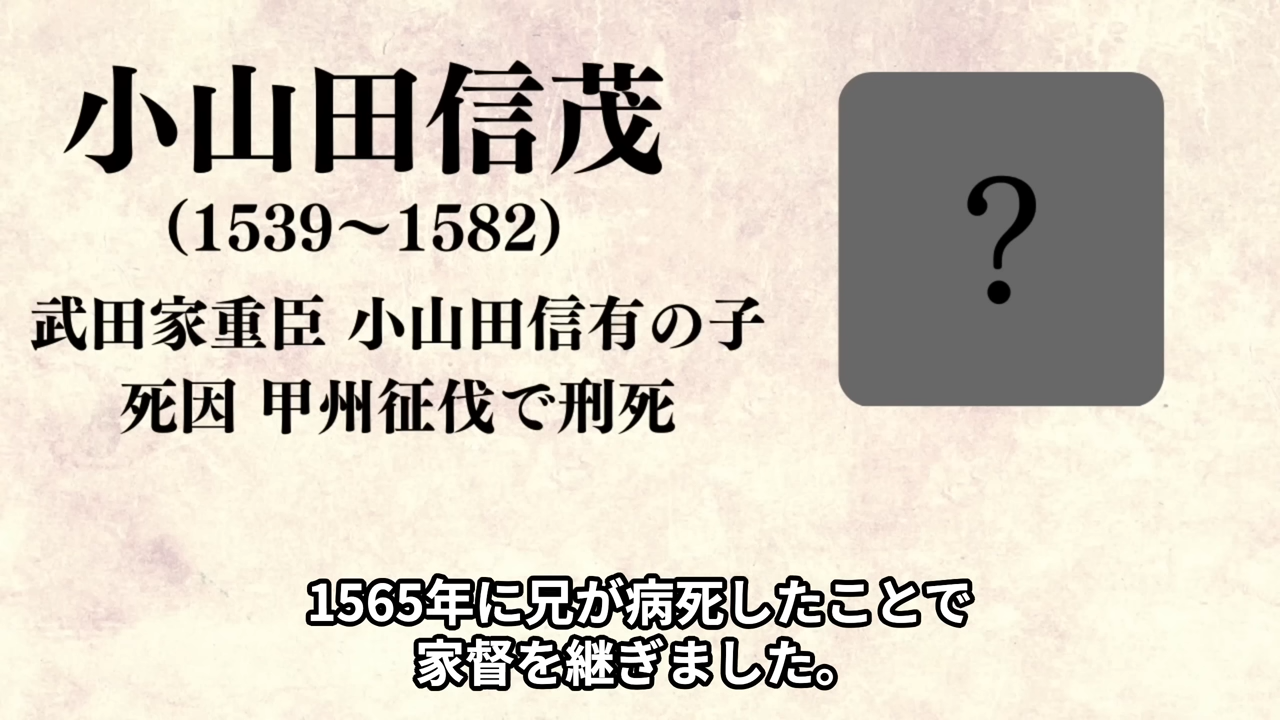 小山田信茂
(1539〜1582)
武田家重臣 小山田信有の子
死因 甲州征伐で刑死
?
1565年に兄が病死したことで
家督を継ぎました。